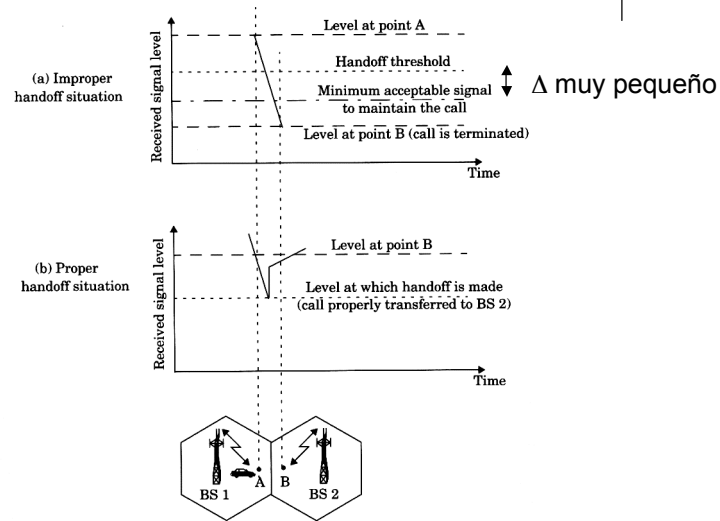 Level at point A
Handoff threshold
(a) Improper
handoff situation
Received signal level
Minimum acceptable signal
to maintain the call
Δ muy pequeño
Level at point B (call is terminated)
Time
(b) Proper
handoff situation
Received signal level
Level at point B
Level at which handoff is made
(call properly transferred to BS 2)
Time
A
B
BS 1
BS 2